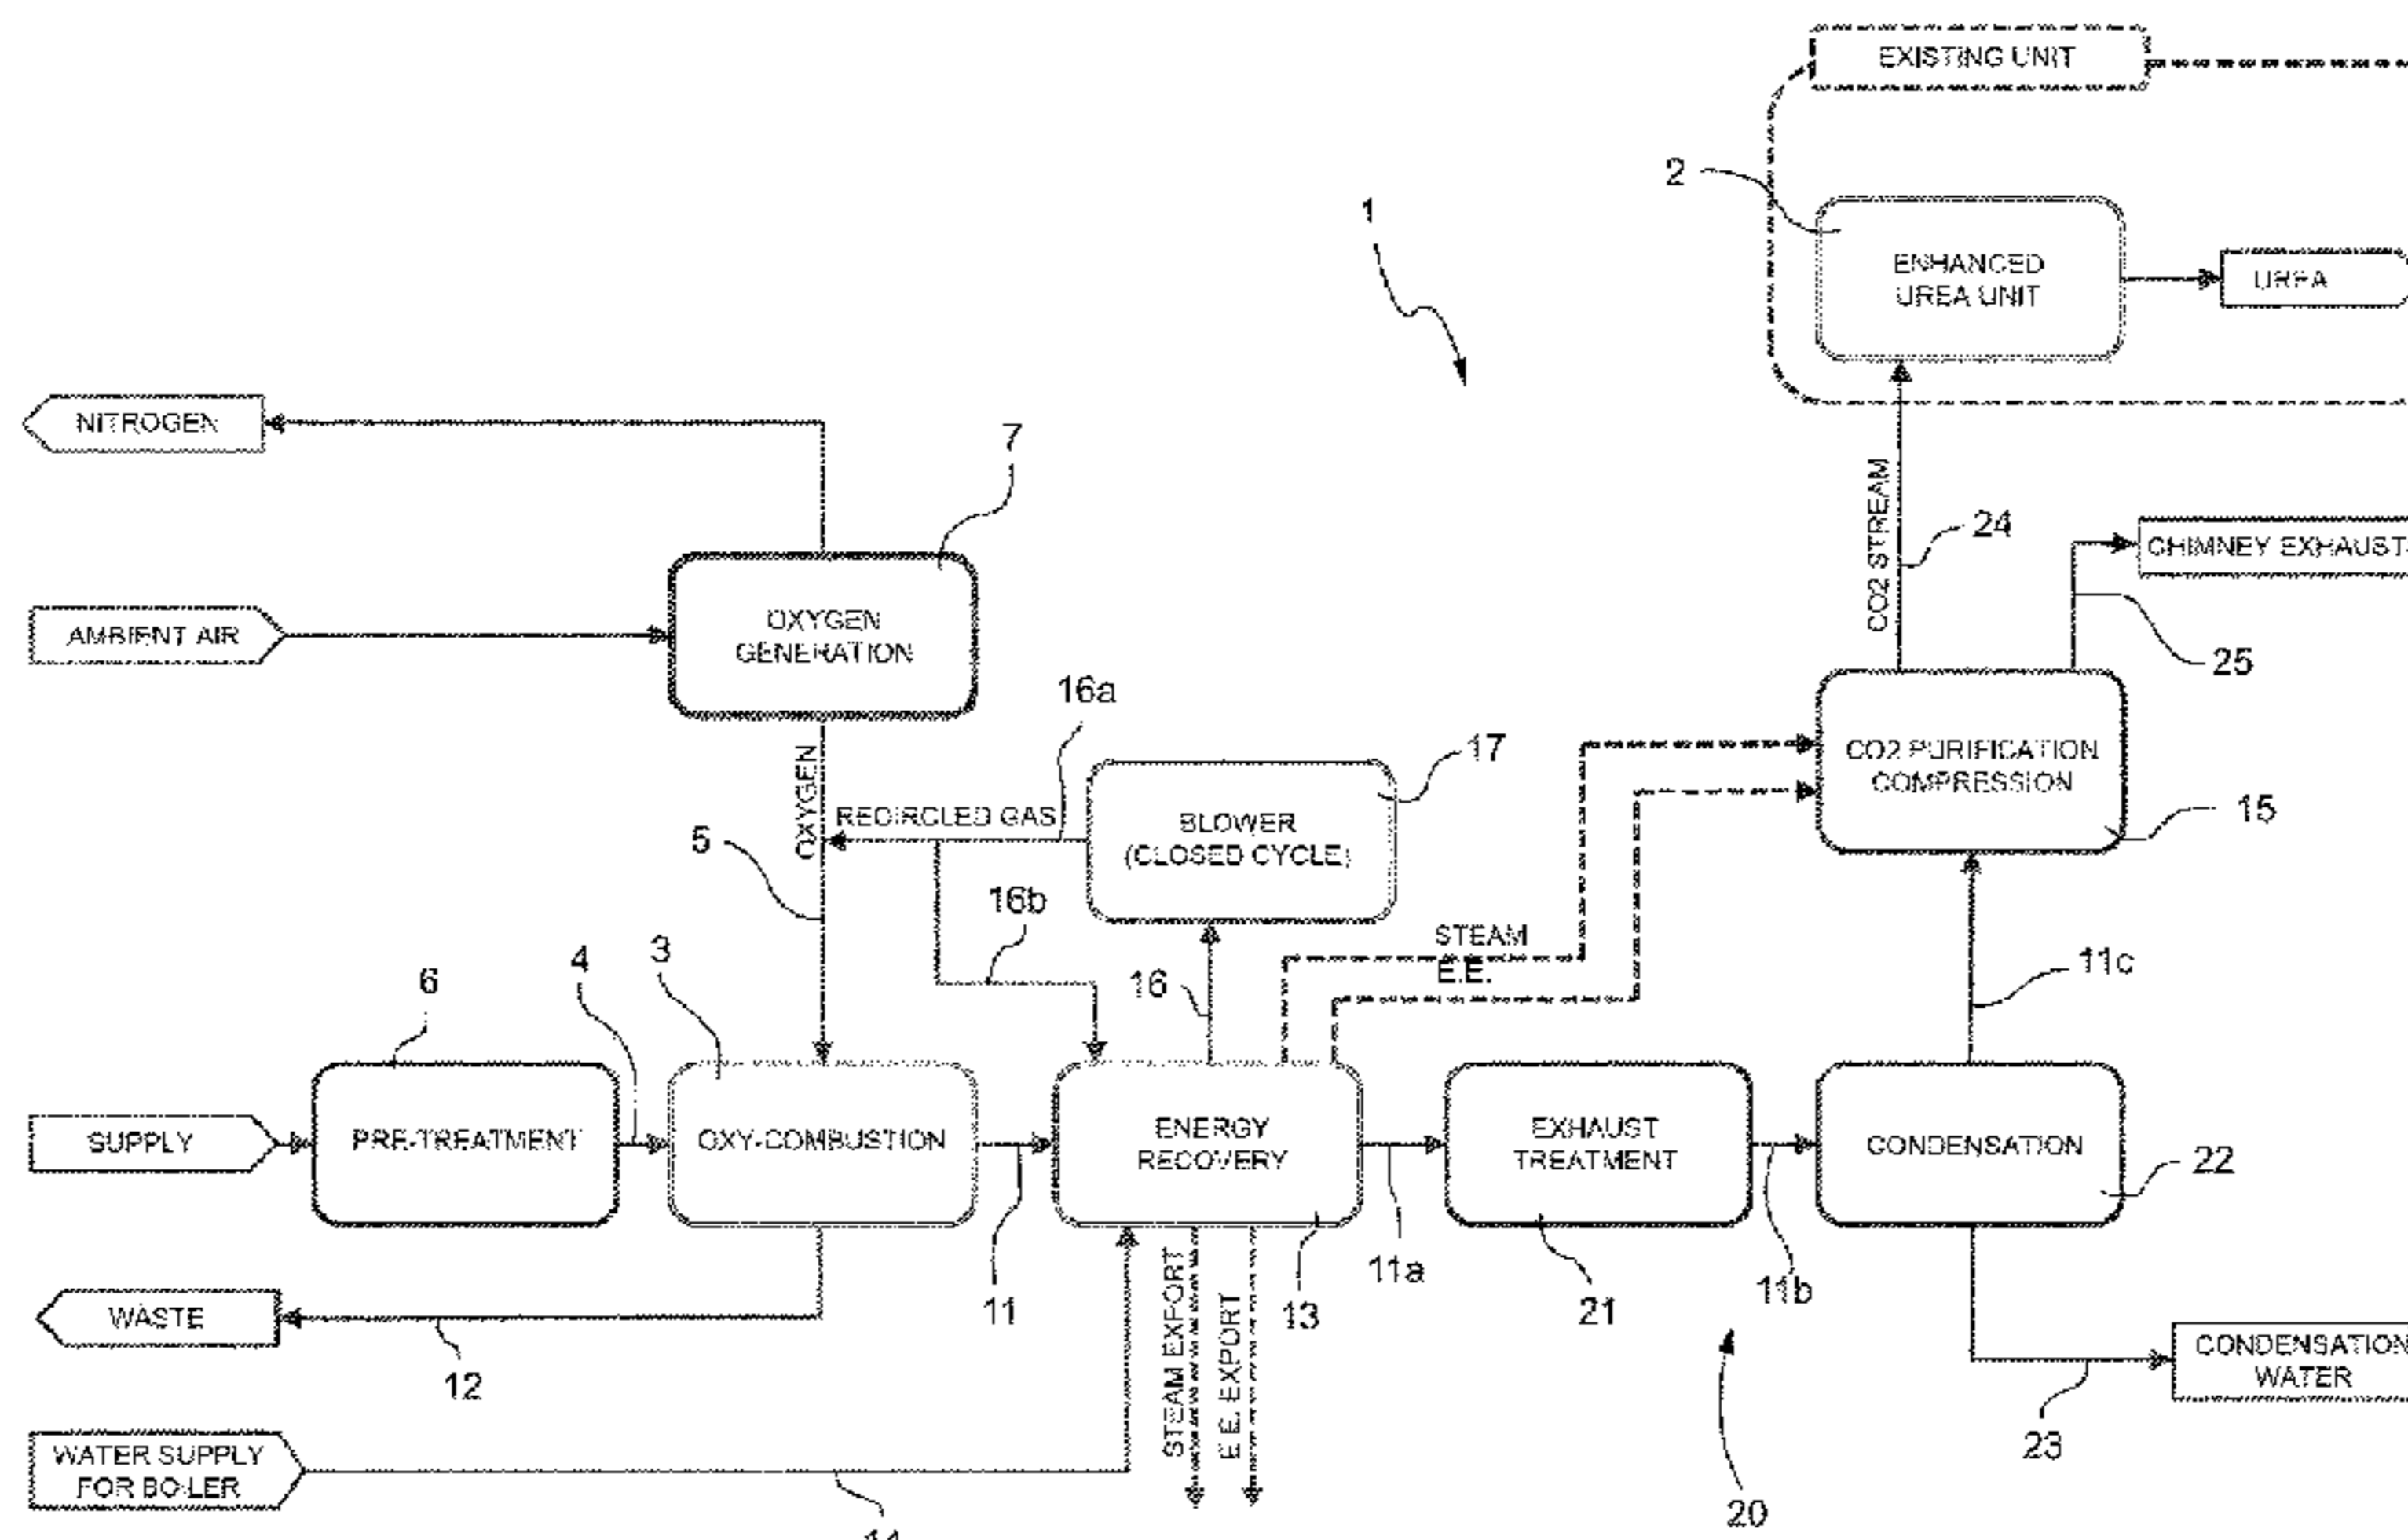 EXISTING UNIT
2
1
ENHANCED
UREA UNIT
UREA
NITROGEN
7
CO2 STREAM
24
CHIMNEY EXHAUST
OXYGEN
GENERATION
AMBIENT AIR
25
16a
OXYGEN
17
CO2 PURIFICATION
COMPRESSION
RECIRCLED GAS
BLOWER
(CLOSED CYCLE)
15
5
16b
STEAM
E.E.
11c
6
4
3
16
SUPPLY
PRE-TREATMENT
OXY-COMBUSTION
ENERGY
RECOVERY
EXHAUST
TREATMENT
CONDENSATION
22
11a
11b
STEAM EXPORT
E.E. EXPORT
WASTE
11
13
21
12
CONDENSATION
WATER
23
WATER SUPPLY
FOR BOILER
20